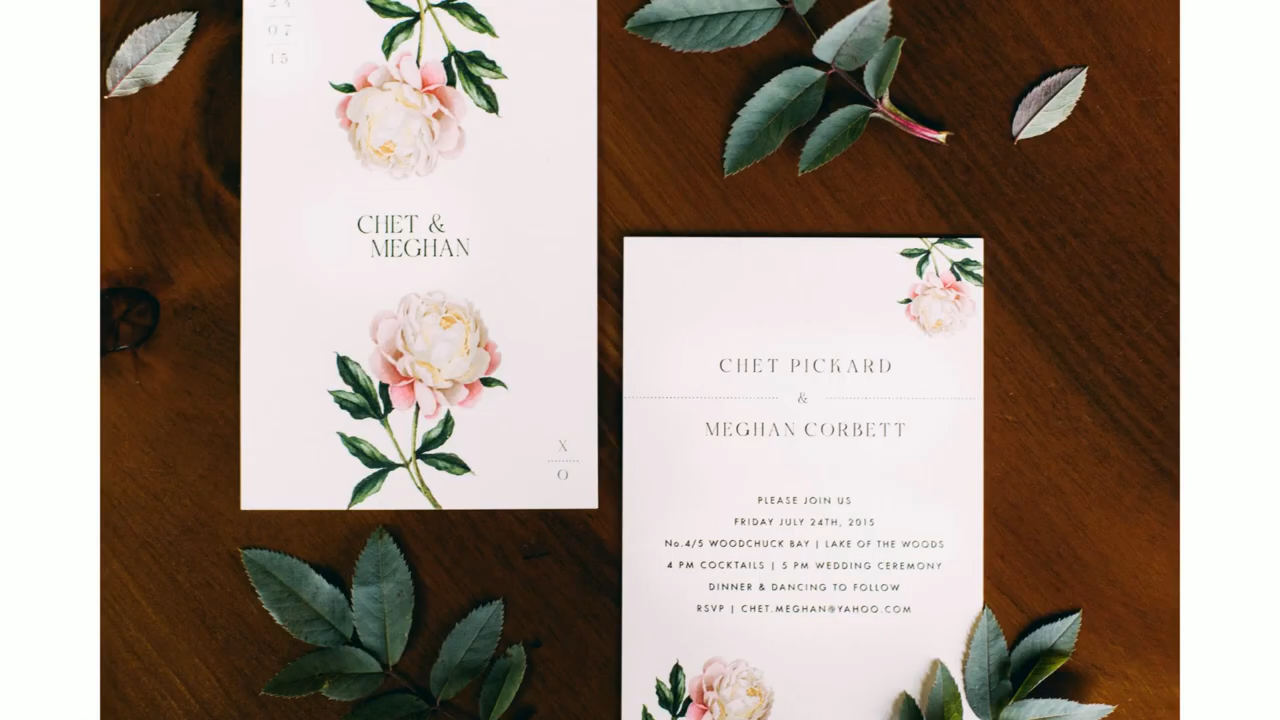 07
15
CHET &
MEGHAN
X
O
CHET PICKARD
&
MEGHAN CORBETT
PLEASE JOIN US
FRIDAY JULY 24TH, 2015
No.4/5 WOODCHUCK BAY | LAKE OF THE WOODS
4 PM COCKTAILS | 5 PM WEDDING CEREMONY
DINNER & DANCING TO FOLLOW
RSVP | CHET.MEGHAN@YAHOO.COM